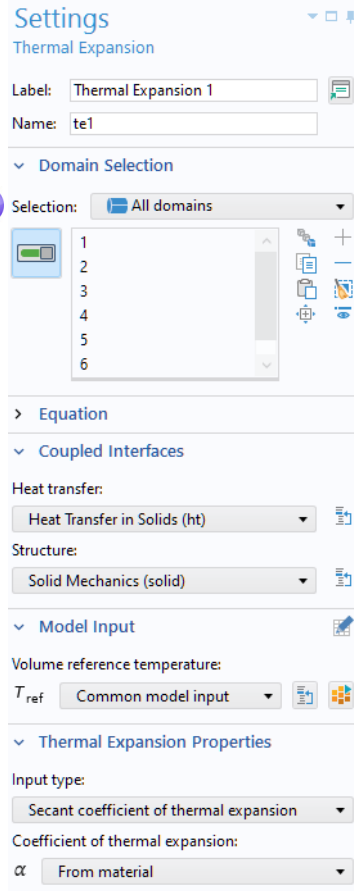 Settings
Thermal Expansion
Label: Thermal Expansion 1
Name: te1
Domain Selection
Selection: All domains
1
2
3
4
5
6
Equation
Coupled Interfaces
Heat transfer:
Heat Transfer in Solids (ht)
Structure:
Solid Mechanics (solid)
Model Input
Volume reference temperature:
T ref Common model input
Thermal Expansion Properties
Input type:
Secant coefficient of thermal expansion
Coefficient of thermal expansion:
α From material